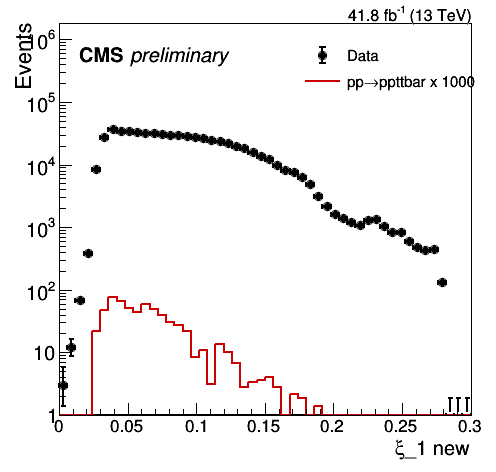 41.8 fb⁻¹ (13 TeV)
Events
CMS preliminary
Data
pp→ppttbar x 1000
10⁶
10⁵
10⁴
10³
10²
10
1
0 0.05 0.1 0.15 0.2 0.25 0.3
ξ_1 new